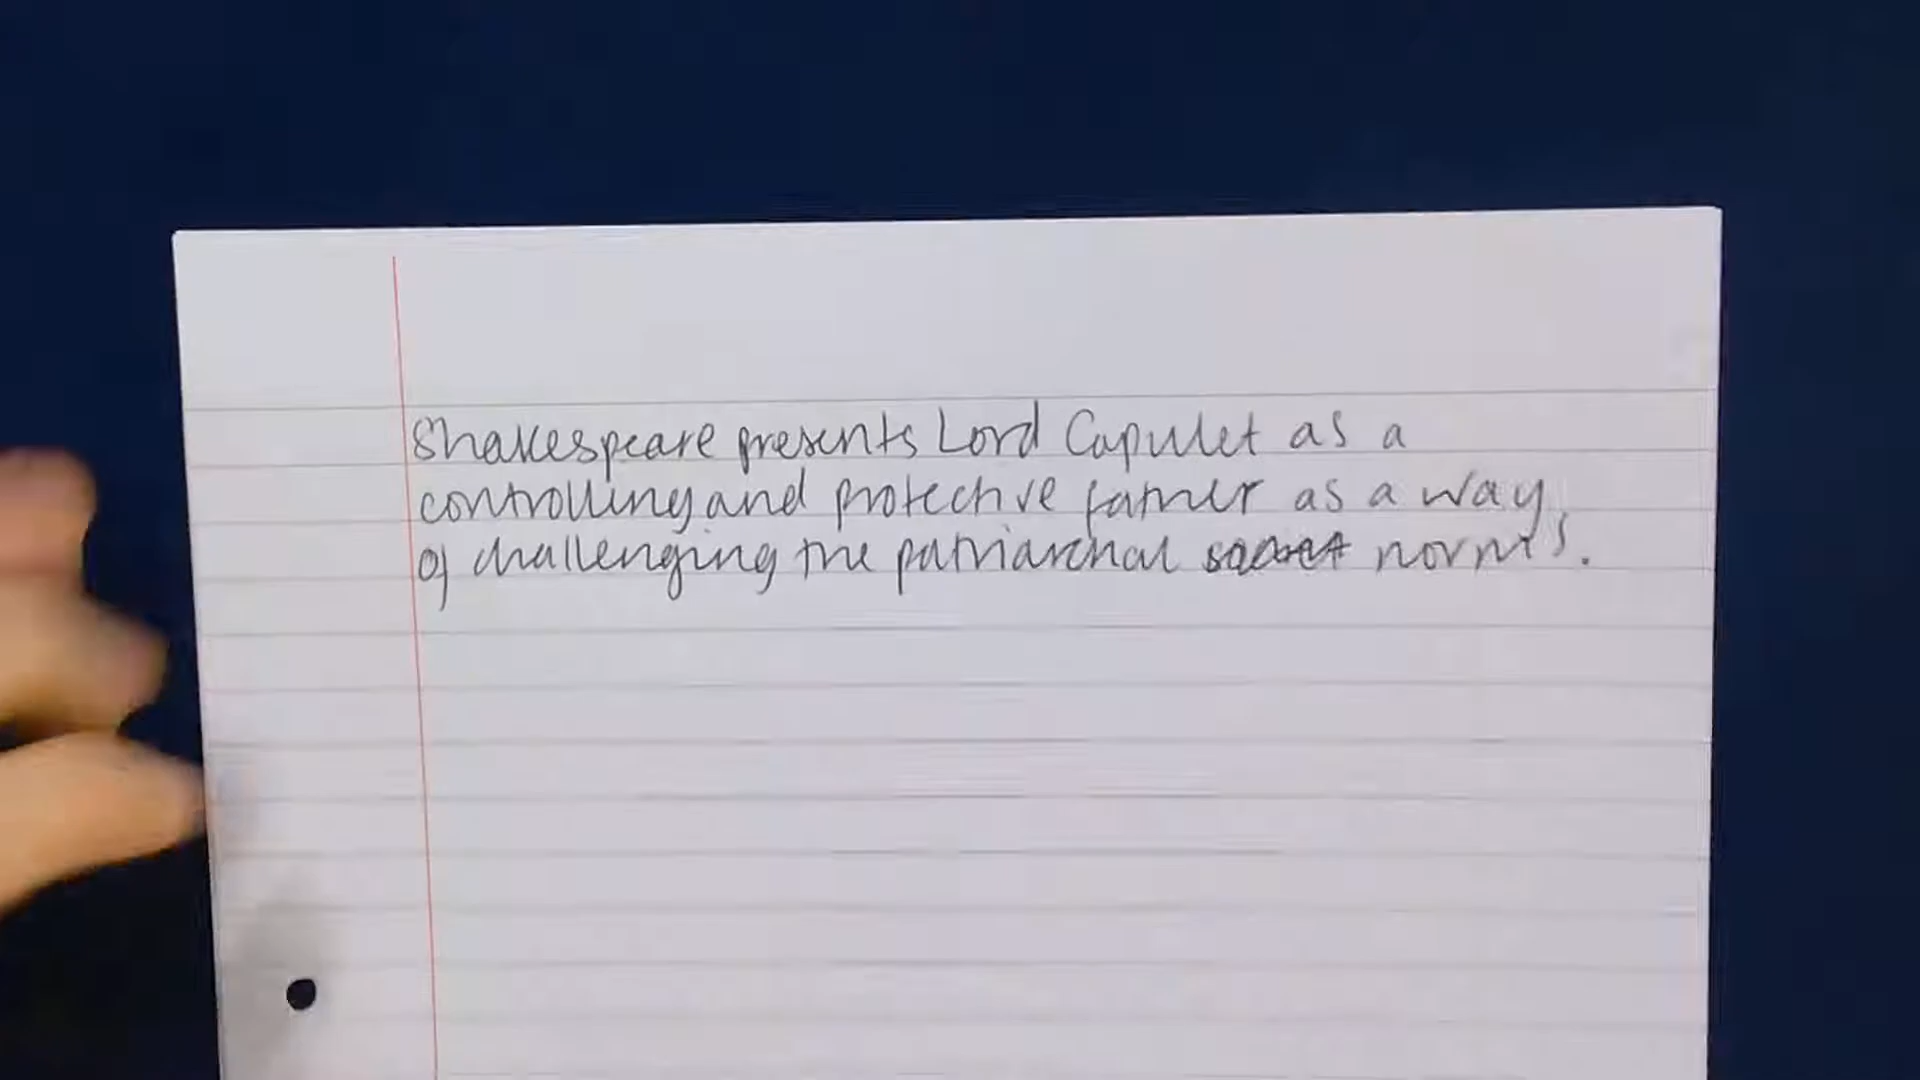 Shakespeare presents Lord Capulet as a
controlling and protective father as a way
of challenging the patriarchal norms.